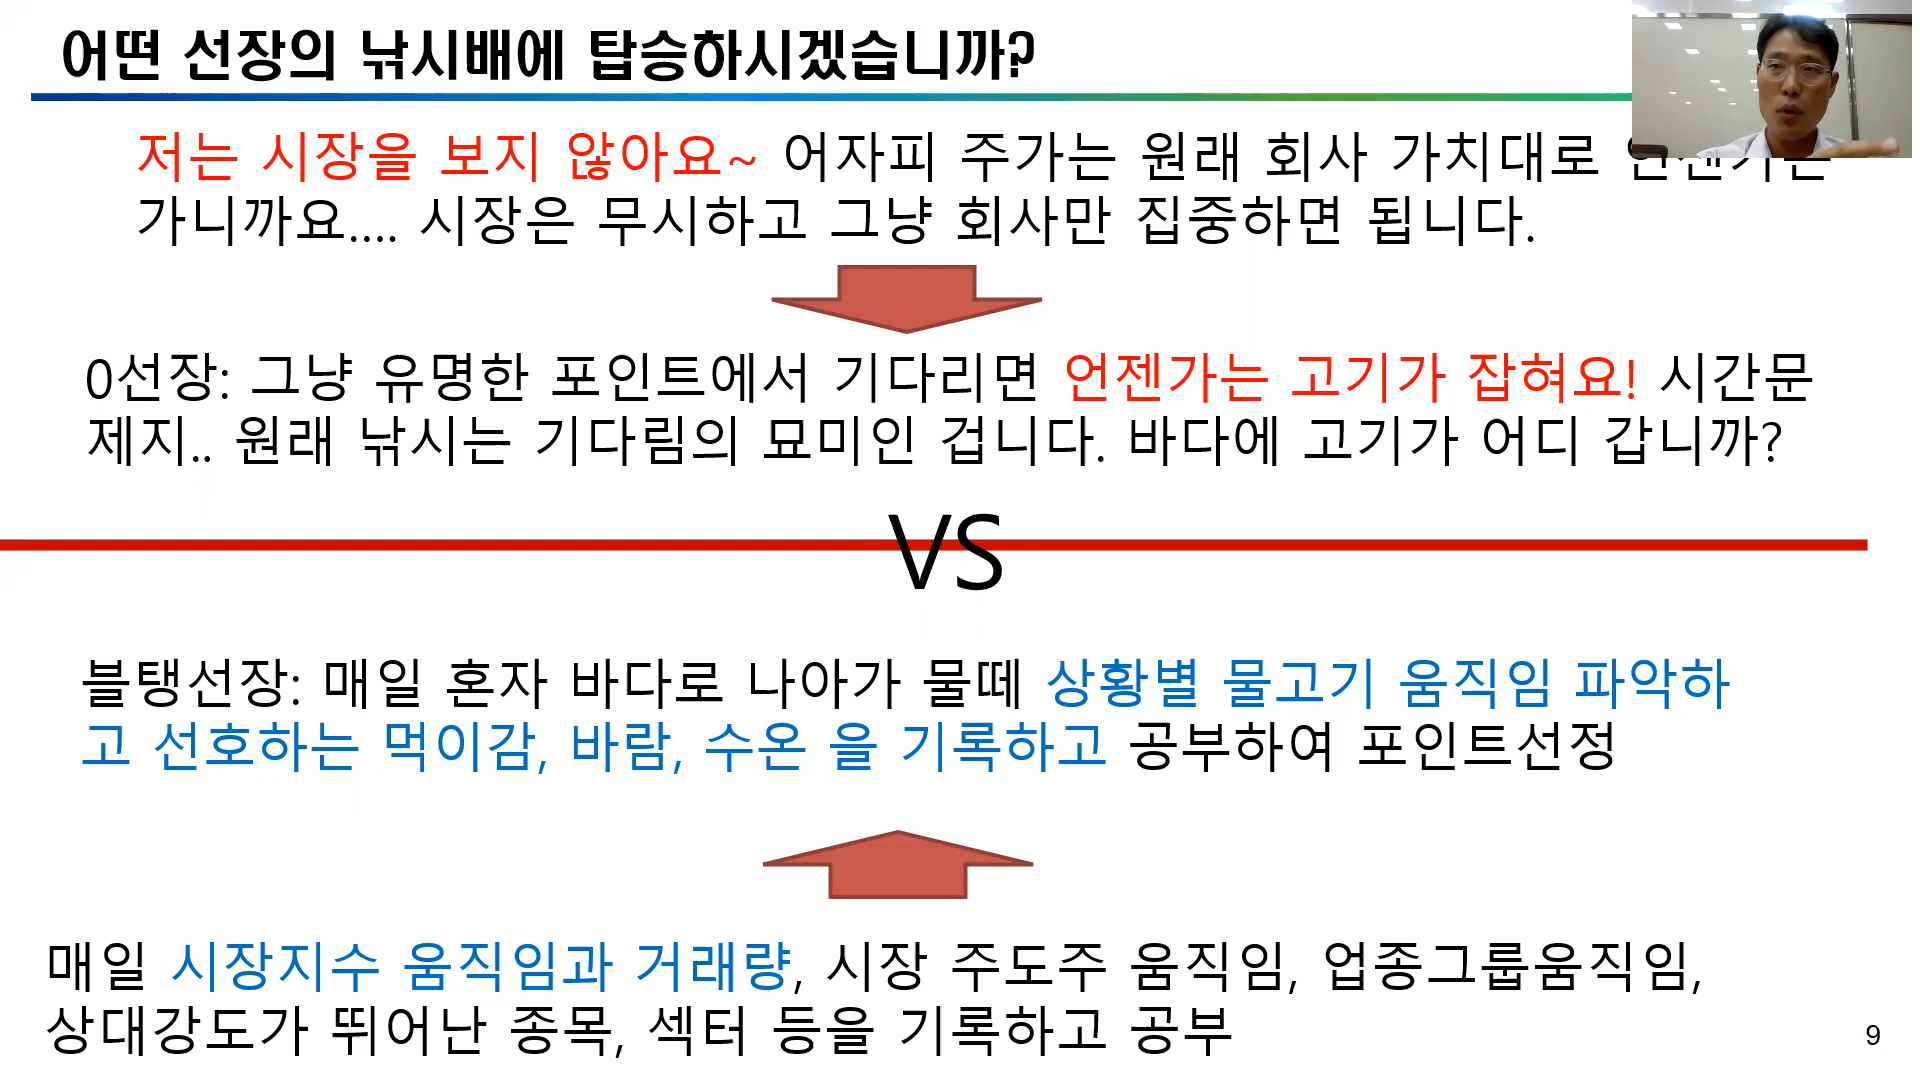 어떤 선장의 낚시배에 탑승하시겠습니까?
저는 시장을 보지 않아요~ 어자피 주가는 원래 회사 가치대로
가니까요.... 시장은 무시하고 그냥 회사만 집중하면 됩니다.
0선장: 그냥 유명한 포인트에서 기다리면 언젠가는 고기가 잡혀요! 시간문
제지.. 원래 낚시는 기다림의 묘미인 겁니다. 바다에 고기가 어디 갑니까?
VS
블탱선장: 매일 혼자 바다로 나아가 물떼 상황별 물고기 움직임 파악하
고 선호하는 먹이감, 바람, 수온 을 기록하고 공부하여 포인트선정
매일 시장지수 움직임과 거래량, 시장 주도주 움직임, 업종그룹움직임,
상대강도가 뛰어난 종목, 섹터 등을 기록하고 공부
9